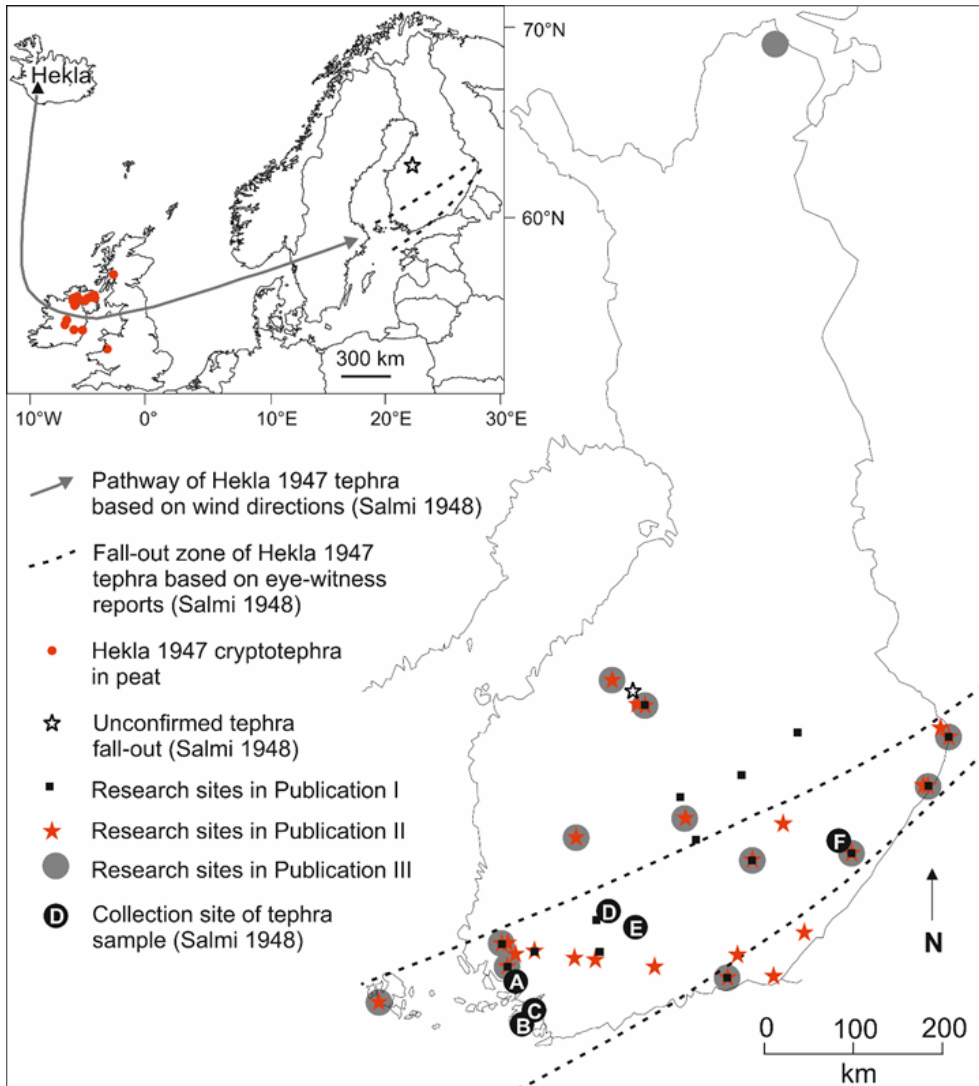 70°N
Hekla
60°N
300 km
10°W
0°
10°E
20°E
30°E
Pathway of Hekla 1947 tephra
based on wind directions (Salmi 1948)
Fall-out zone of Hekla 1947
tephra based on eye-witness
reports (Salmi 1948)
Hekla 1947 cryptotephra
in peat
Unconfirmed tephra
fall-out (Salmi 1948)
Research sites in Publication I
Research sites in Publication II
Research sites in Publication III
D
Collection site of tephra
sample (Salmi 1948)
F
D
E
A
C
B
N
0 100 200
km